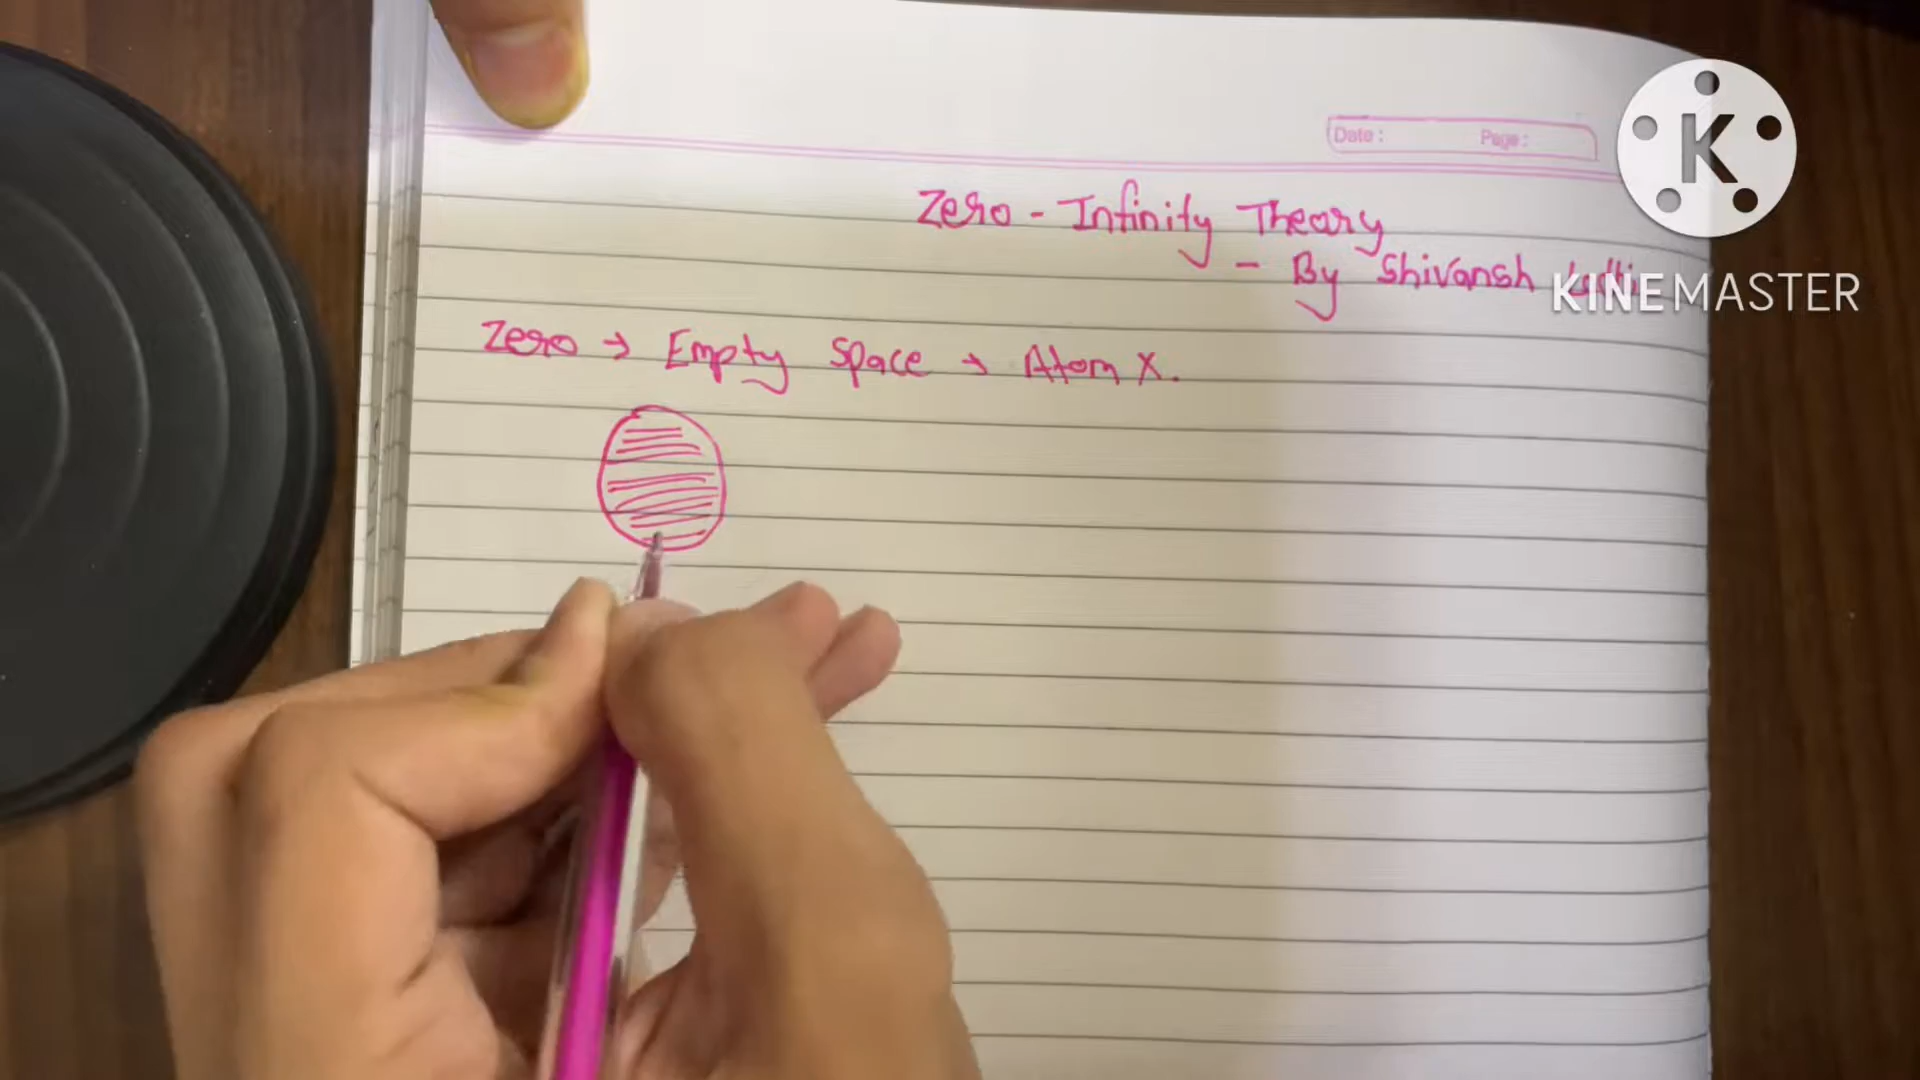 Date : Page :
K
Zero - Infinity Theory
- By Shivansh
KINEMASTER
Zero → Empty Space → Atom X.